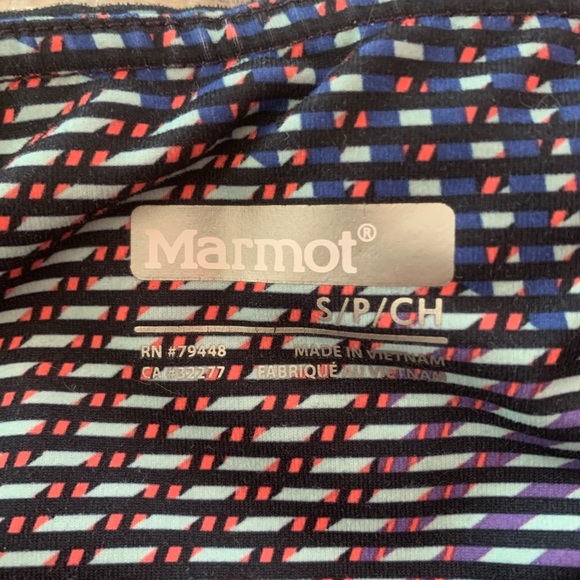 Marmot®
S/P/CH
RN #79448
CA #32277
MADE IN VIETNAM
FABRIQUÉ AU VIETNAM